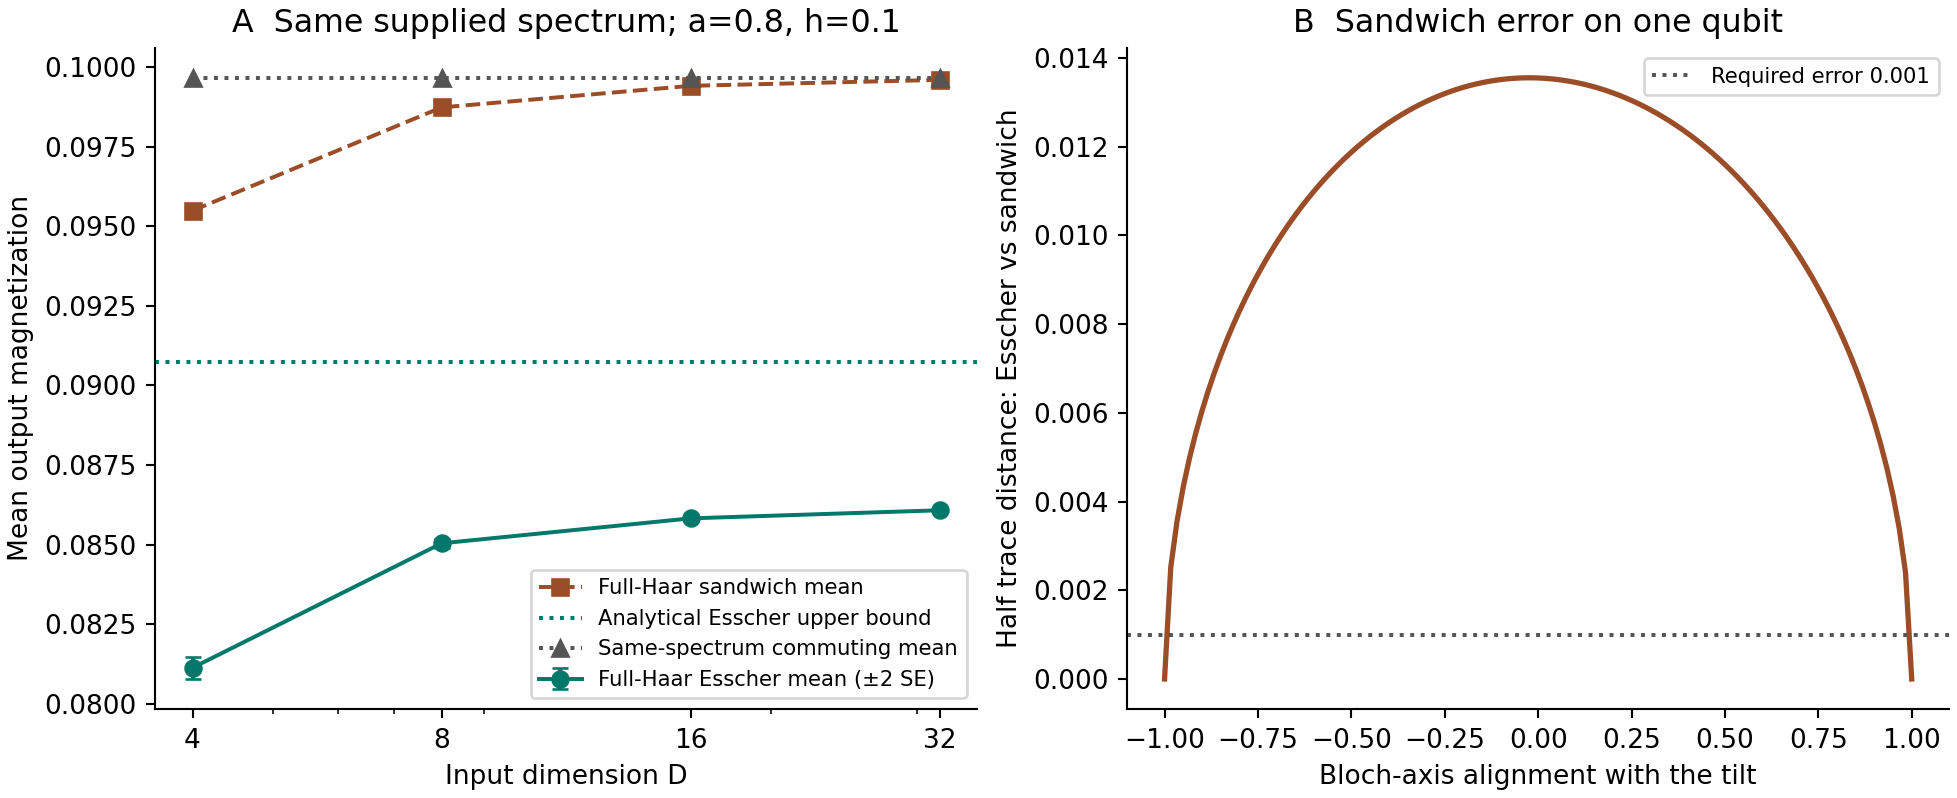 A  Same supplied spectrum; a=0.8, h=0.1
Mean output magnetization
0.1000
0.0975
0.0950
0.0925
0.0900
0.0875
0.0850
0.0825
0.0800
Full-Haar sandwich mean
Analytical Esscher upper bound
Same-spectrum commuting mean
Full-Haar Esscher mean (±2 SE)
4 8 16 32
Input dimension D
B  Sandwich error on one qubit
Half trace distance: Esscher vs sandwich
0.014
0.012
0.010
0.008
0.006
0.004
0.002
0.000
Required error 0.001
−1.00 −0.75 −0.50 −0.25 0.00 0.25 0.50 0.75 1.00
Bloch-axis alignment with the tilt